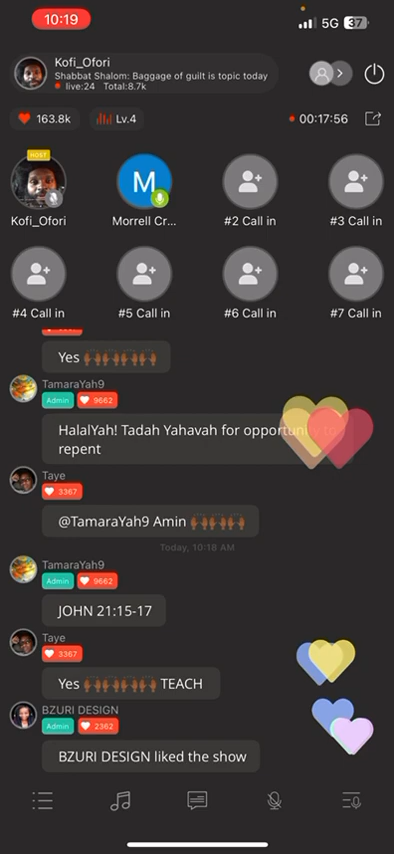 10:19
5G 37
Kofi_Ofori
Shabbat Shalom: Baggage of guilt is topic today
live:24 Total:8.7k
163.8k
Lv.4
00:17:56
HOST
M
Kofi_Ofori
Morrell Cr...
#2 Call in
#3 Call in
#4 Call in
#5 Call in
#6 Call in
#7 Call in
Yes 🙌🏾🙌🏾🙌🏾🙌🏾🙌🏾
TamaraYah9
Admin 9662
HalalYah! Tadah Yahavah for opportunity to
repent
Taye
3367
@TamaraYah9 Amin 🙌🏾🙌🏾🙌🏾🙌🏾
Today, 10:18 AM
TamaraYah9
Admin 9662
JOHN 21:15-17
Taye
3367
Yes 🙌🏾🙌🏾🙌🏾🙌🏾🙌🏾 TEACH
BZURI DESIGN
Admin 2362
BZURI DESIGN liked the show